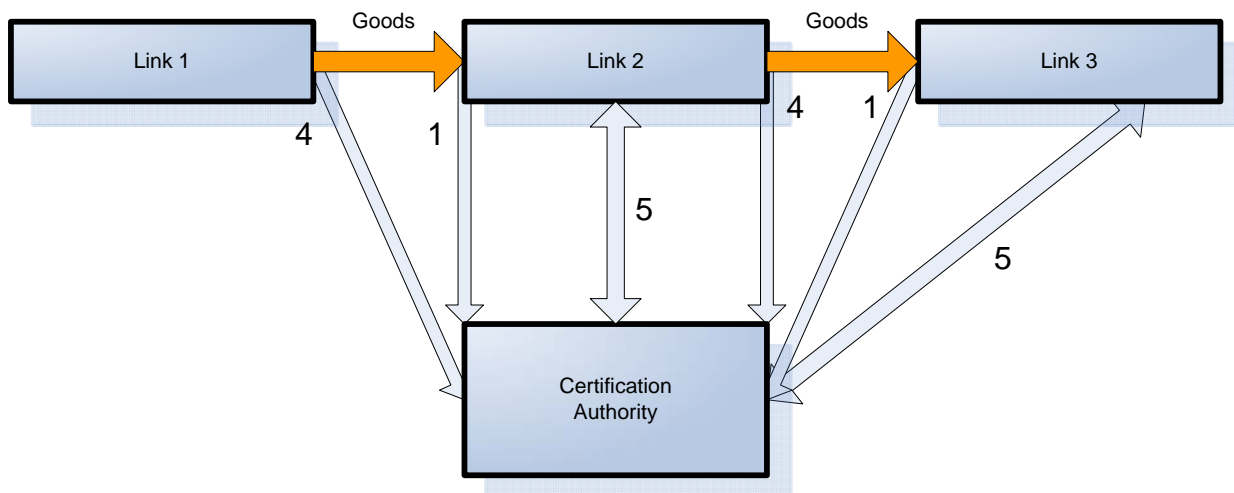 Goods
Goods
Link 1
Link 2
Link 3
4
1
4
1
5
5
Certification
Authority